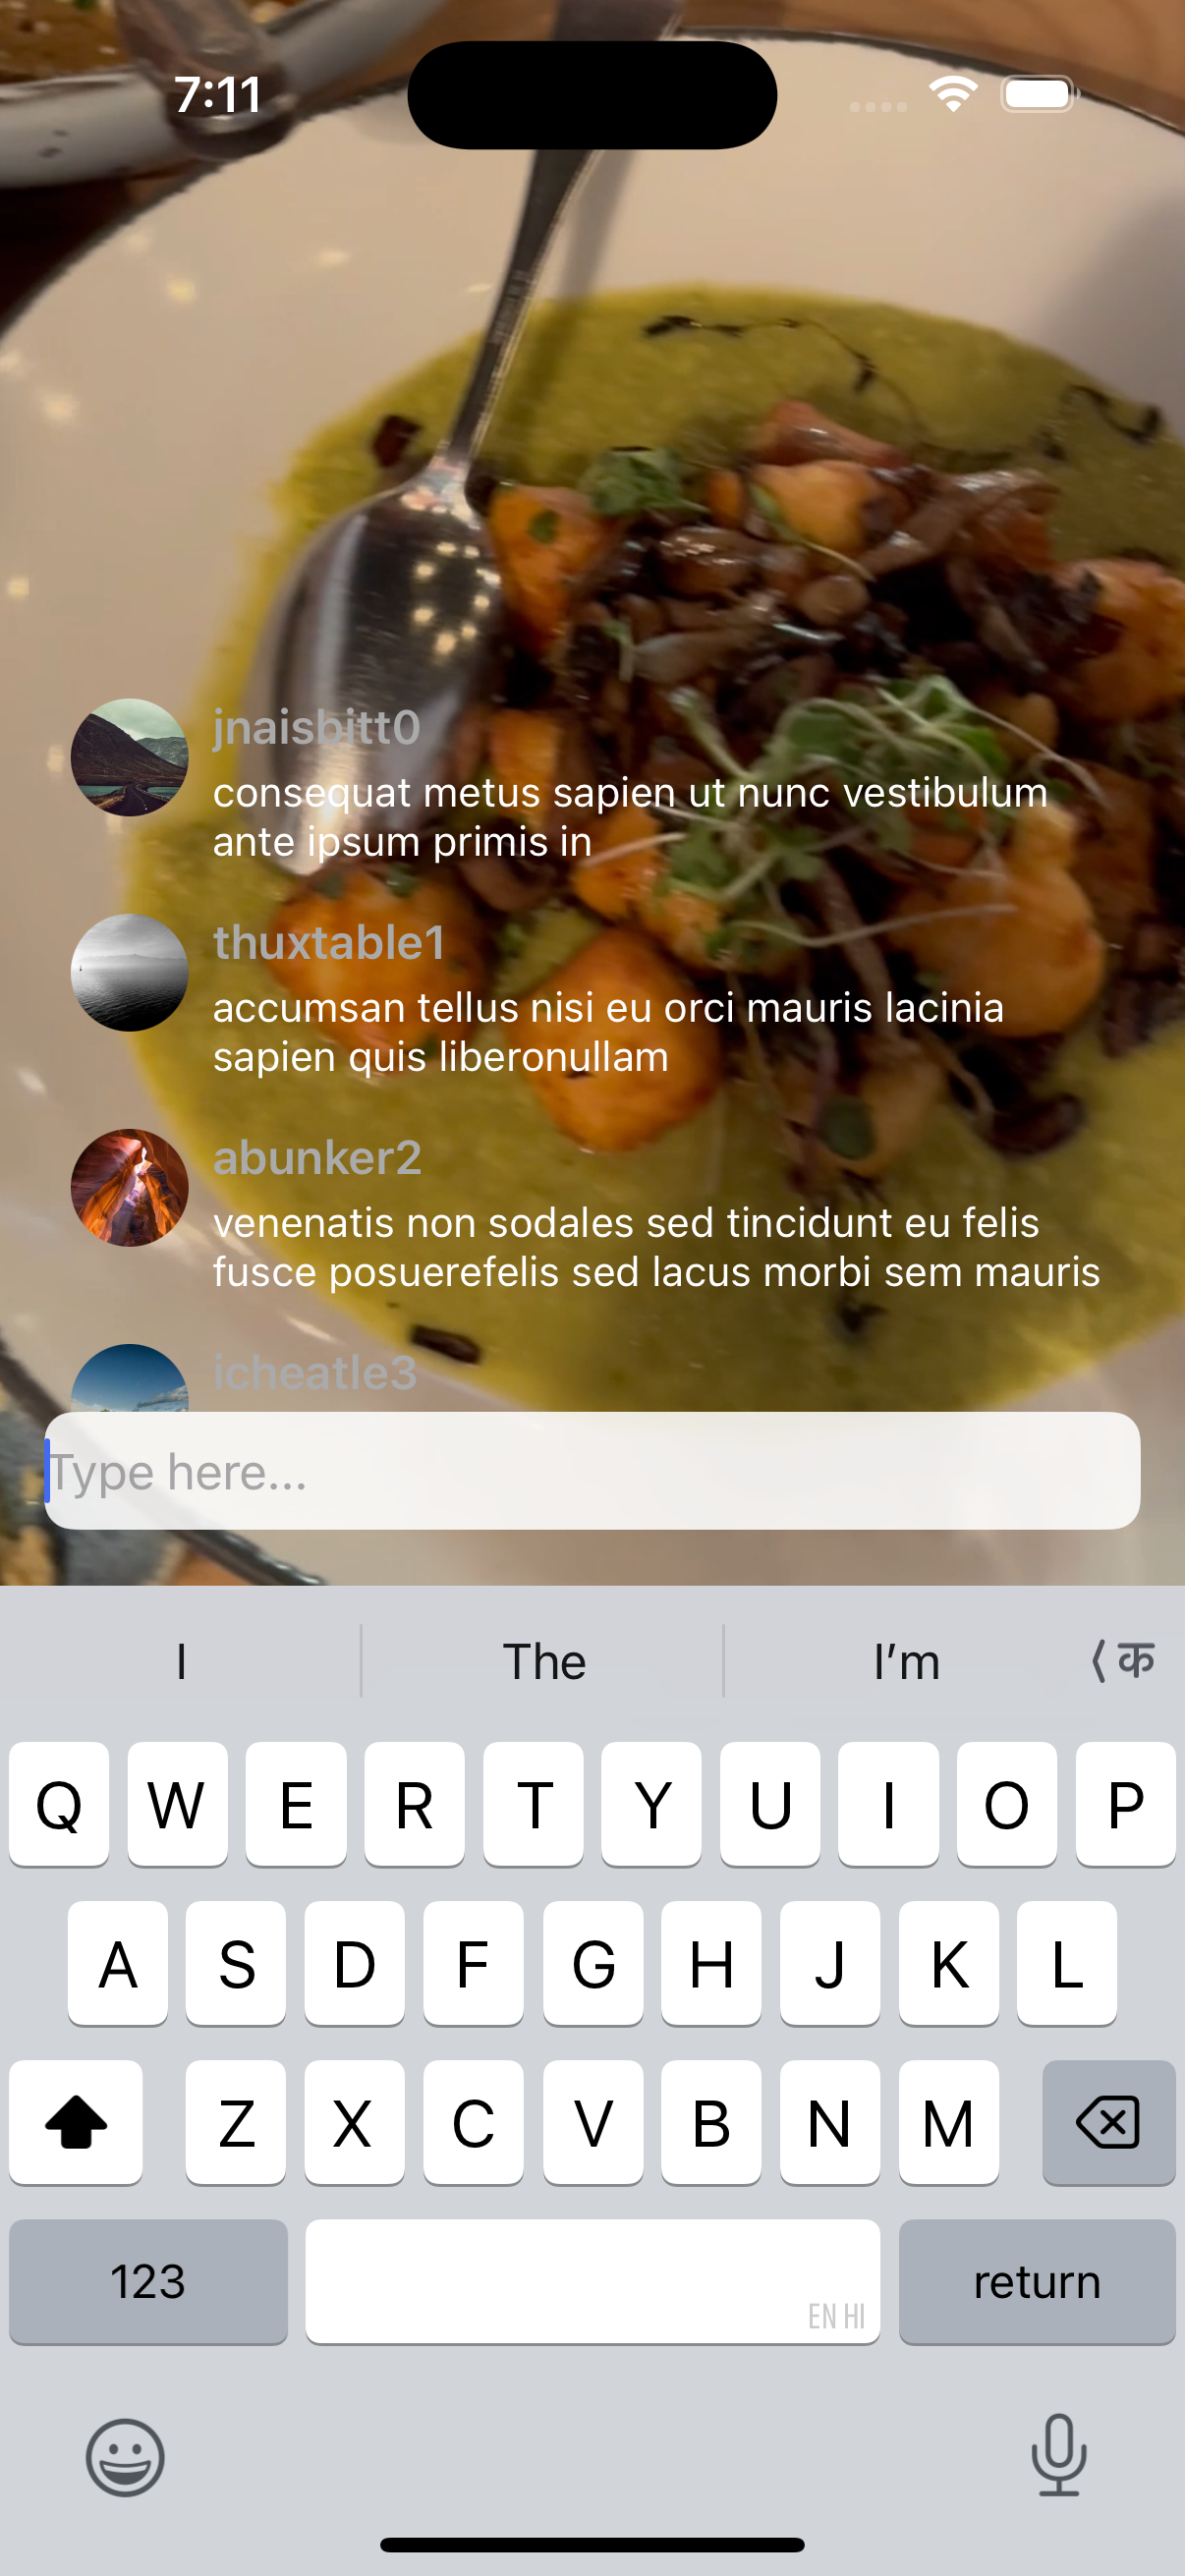 7:11
jnaisbitt0
consequat metus sapien ut nunc vestibulum
ante ipsum primis in
thuxtable1
accumsan tellus nisi eu orci mauris lacinia
sapien quis liberonullam
abunker2
venenatis non sodales sed tincidunt eu felis
fusce posuerefelis sed lacus morbi sem mauris
icheatle3
Type here...
I The I’m क
Q W E R T Y U I O P
A S D F G H J K L
Z X C V B N M
123 EN HI return